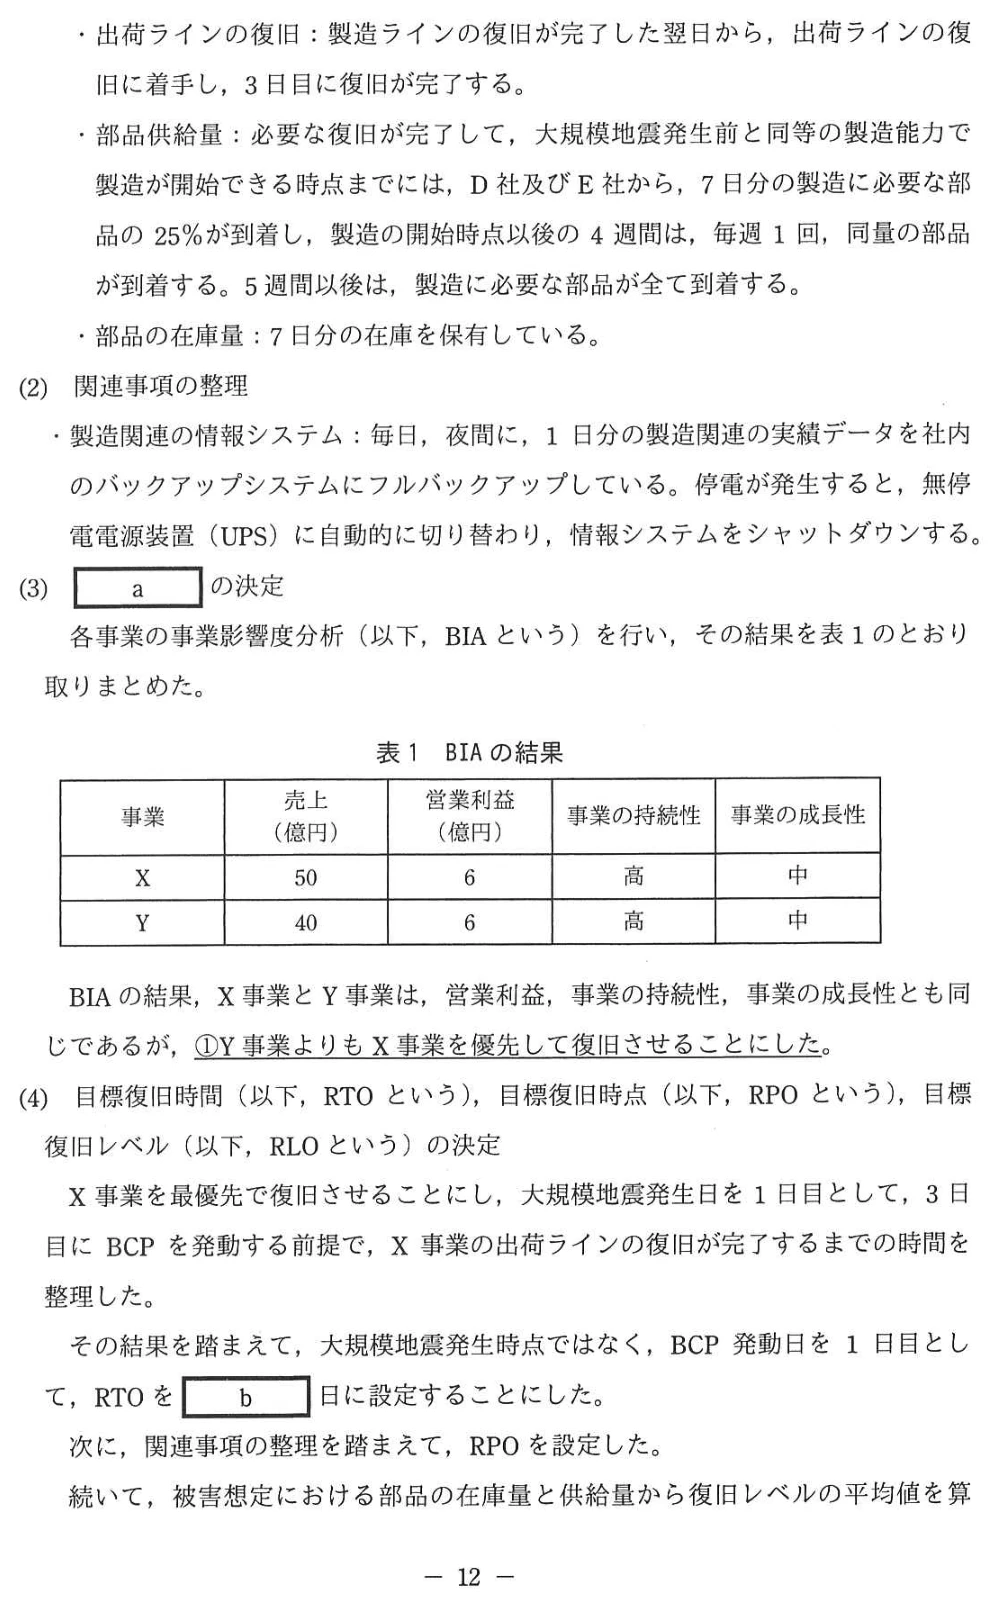 ・出荷ラインの復旧：製造ラインの復旧が完了した翌日から，出荷ラインの復
旧に着手し，3日目に復旧が完了する。
・部品供給量：必要な復旧が完了して，大規模地震発生前と同等の製造能力で
製造が開始できる時点までには，D 社及び E 社から，7日分の製造に必要な部
品の 25％が到着し，製造の開始時点以後の 4 週間は，毎週 1 回，同量の部品
が到着する。5週間以後は，製造に必要な部品が全て到着する。
・部品の在庫量：7日分の在庫を保有している。
(2) 関連事項の整理
・製造関連の情報システム：毎日，夜間に，1 日分の製造関連の実績データを社内
のバックアップシステムにフルバックアップしている。停電が発生すると，無停
電電源装置（UPS）に自動的に切り替わり，情報システムをシャットダウンする。
(3) a の決定
各事業の事業影響度分析（以下，BIA という）を行い，その結果を表1のとおり
取りまとめた。
表1 BIA の結果
事業 売上（億円） 営業利益（億円） 事業の持続性 事業の成長性
X 50 6 高 中
Y 40 6 高 中
BIA の結果，X 事業と Y 事業は，営業利益，事業の持続性，事業の成長性とも同
じであるが，①Y 事業よりも X 事業を優先して復旧させることにした。
(4) 目標復旧時間（以下，RTO という），目標復旧時点（以下，RPO という），目標
復旧レベル（以下，RLO という）の決定
X 事業を最優先で復旧させることにし，大規模地震発生日を 1 日目として，3 日
目に BCP を発動する前提で，X 事業の出荷ラインの復旧が完了するまでの時間を
整理した。
その結果を踏まえて，大規模地震発生時点ではなく，BCP 発動日を 1 日目とし
て，RTO を b 日に設定することにした。
次に，関連事項の整理を踏まえて，RPO を設定した。
続いて，被害想定における部品の在庫量と供給量から復旧レベルの平均値を算
－ 12 －